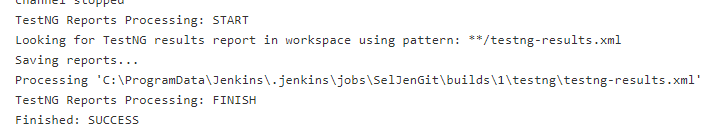 channel stopped
TestNG Reports Processing: START
Looking for TestNG results report in workspace using pattern: **/testng-results.xml
Saving reports...
Processing 'C:\ProgramData\Jenkins\.jenkins\jobs\SelJenGit\builds\1\testng\testng-results.xml'
TestNG Reports Processing: FINISH
Finished: SUCCESS